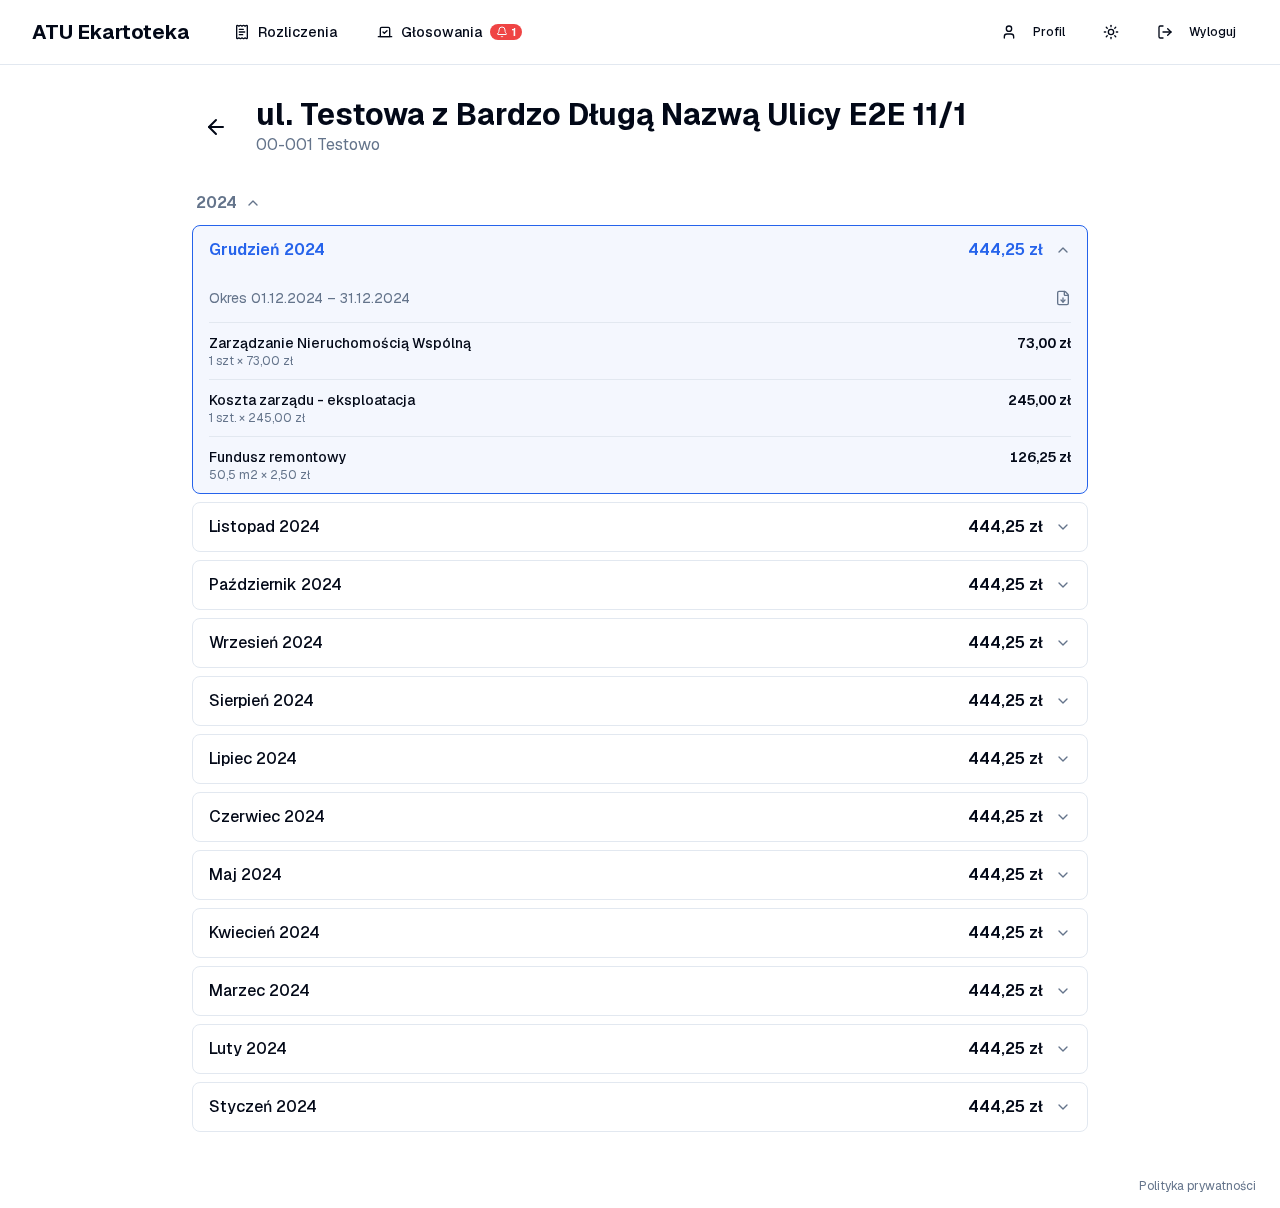 ATU Ekartoteka
Rozliczenia
Głosowania 1
Profil
Wyloguj
ul. Testowa z Bardzo Długą Nazwą Ulicy E2E 11/1
00-001 Testowo
2024
Grudzień 2024 444,25 zł
Okres 01.12.2024 – 31.12.2024
Zarządzanie Nieruchomością Wspólną 73,00 zł
1 szt × 73,00 zł
Koszta zarządu - eksploatacja 245,00 zł
1 szt. × 245,00 zł
Fundusz remontowy 126,25 zł
50,5 m2 × 2,50 zł
Listopad 2024 444,25 zł
Październik 2024 444,25 zł
Wrzesień 2024 444,25 zł
Sierpień 2024 444,25 zł
Lipiec 2024 444,25 zł
Czerwiec 2024 444,25 zł
Maj 2024 444,25 zł
Kwiecień 2024 444,25 zł
Marzec 2024 444,25 zł
Luty 2024 444,25 zł
Styczeń 2024 444,25 zł
Polityka prywatności